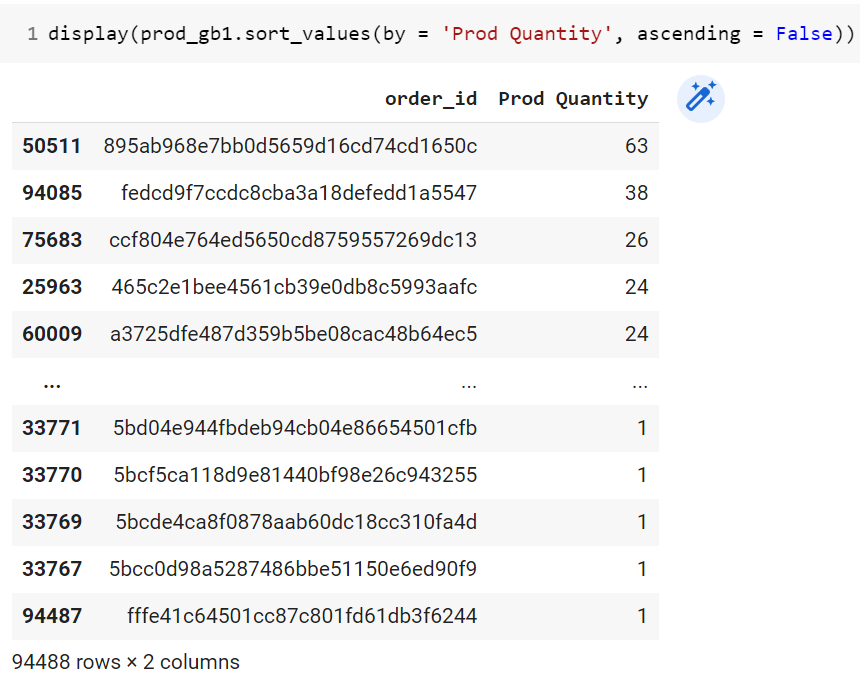 1 display(prod_gb1.sort_values(by = 'Prod Quantity', ascending = False))
order_id Prod Quantity
50511 895ab968e7bb0d5659d16cd74cd1650c 63
94085 fedcd9f7ccdc8cba3a18defedd1a5547 38
75683 ccf804e764ed5650cd8759557269dc13 26
25963 465c2e1bee4561cb39e0db8c5993aafc 24
60009 a3725dfe487d359b5be08cac48b64ec5 24
... ... ...
33771 5bd04e944fbdeb94cb04e86654501cfb 1
33770 5bcf5ca118d9e81440bf98e26c943255 1
33769 5bcde4ca8f0878aab60dc18cc310fa4d 1
33767 5bcc0d98a5287486bbe51150e6ed90f9 1
94487 fffe41c64501cc87c801fd61db3f6244 1
94488 rows × 2 columns